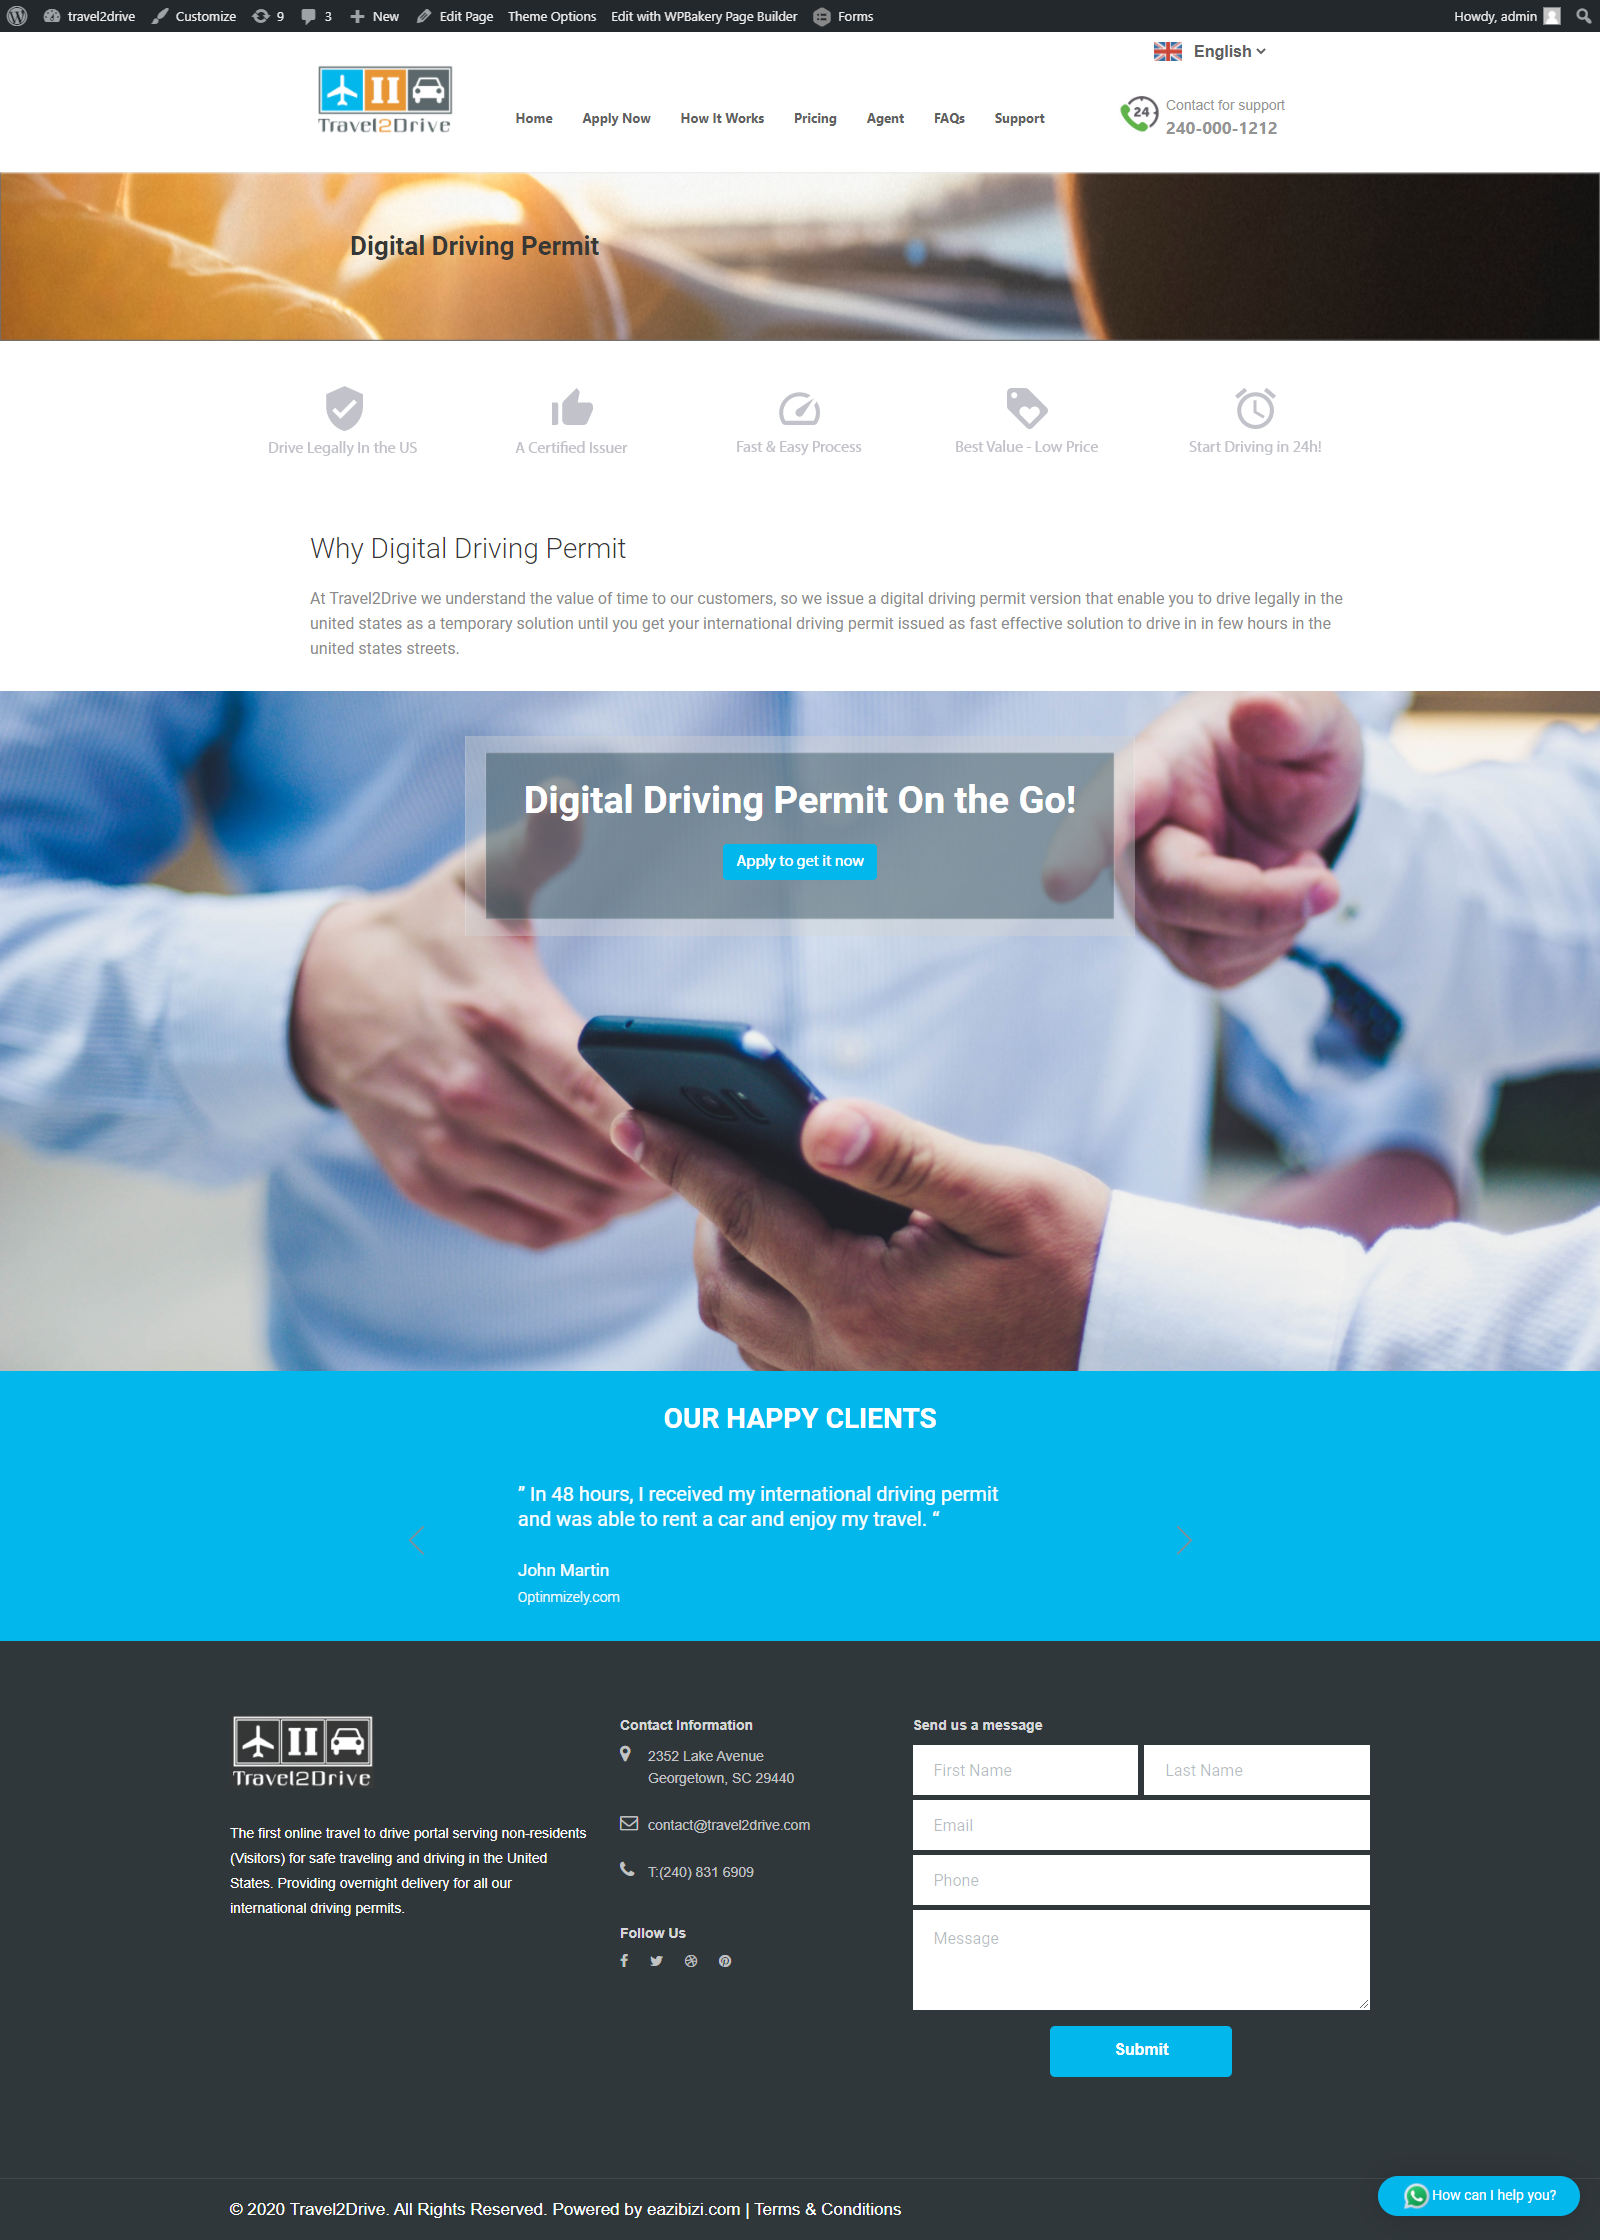 travel2drive Customize 9 3 New Edit Page Theme Options Edit with WPBakery Page Builder Forms Howdy, admin
English
Travel2Drive
Home Apply Now How It Works Pricing Agent FAQs Support
24
Contact for support
240-000-1212
Digital Driving Permit
Drive Legally In the US
A Certified Issuer
Fast & Easy Process
Best Value - Low Price
Start Driving in 24h!
Why Digital Driving Permit
At Travel2Drive we understand the value of time to our customers, so we issue a digital driving permit version that enable you to drive legally in the
united states as a temporary solution until you get your international driving permit issued as fast effective solution to drive in in few hours in the
united states streets.
Digital Driving Permit On the Go!
Apply to get it now
OUR HAPPY CLIENTS
" In 48 hours, I received my international driving permit
and was able to rent a car and enjoy my travel. “
John Martin
Optinmizely.com
Travel2Drive
The first online travel to drive portal serving non-residents
(Visitors) for safe traveling and driving in the United
States. Providing overnight delivery for all our
international driving permits.
Contact Information
2352 Lake Avenue
Georgetown, SC 29440
contact@travel2drive.com
T:(240) 831 6909
Follow Us
Send us a message
First Name Last Name
Email
Phone
Message
Submit
How can I help you?
© 2020 Travel2Drive. All Rights Reserved. Powered by eazibizi.com | Terms & Conditions